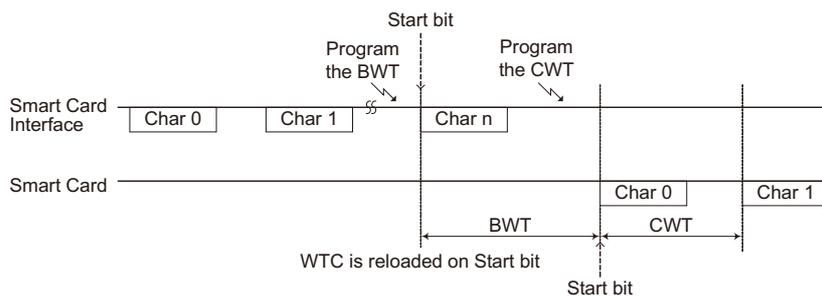 Start bit
Program
the BWT
Program
the CWT
Smart Card
Interface
Char 0
Char 1
Char n
Smart Card
Char 0
Char 1
BWT
CWT
WTC is reloaded on Start bit
Start bit